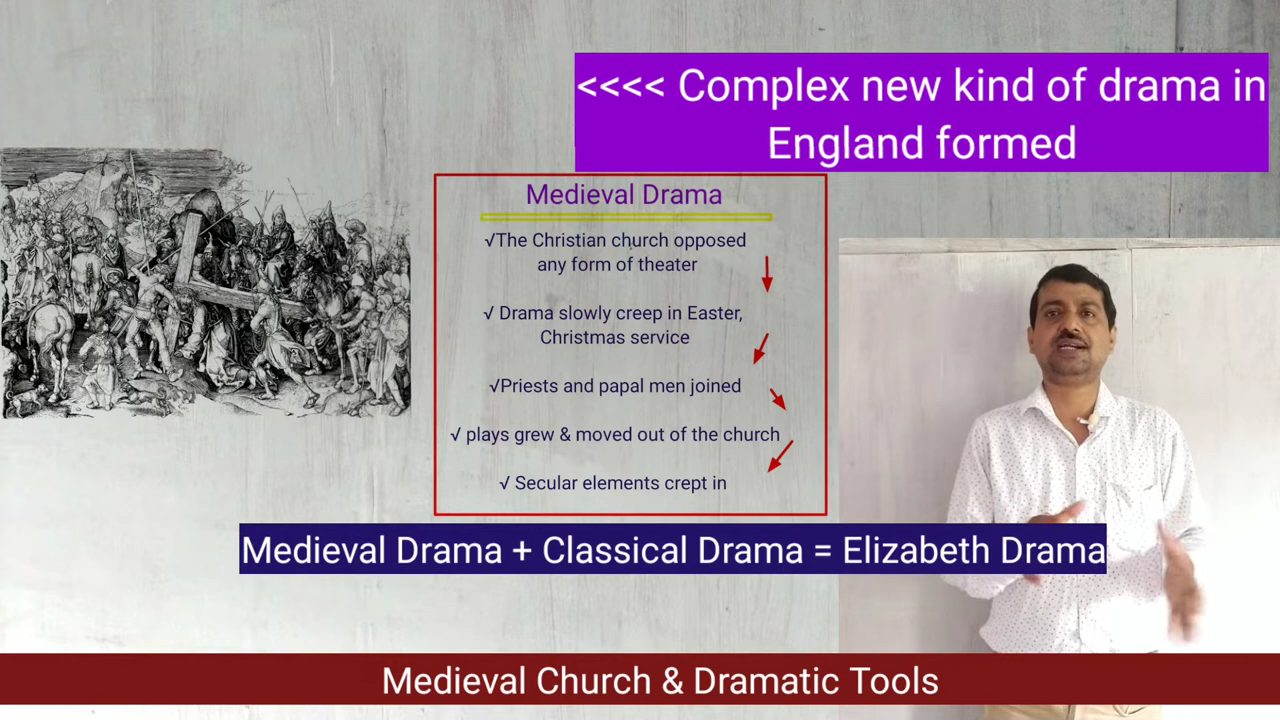 <<<< Complex new kind of drama in
England formed
Medieval Drama
√The Christian church opposed
any form of theater
√ Drama slowly creep in Easter,
Christmas service
√Priests and papal men joined
√ plays grew & moved out of the church
√ Secular elements crept in
Medieval Drama + Classical Drama = Elizabeth Drama
Medieval Church & Dramatic Tools